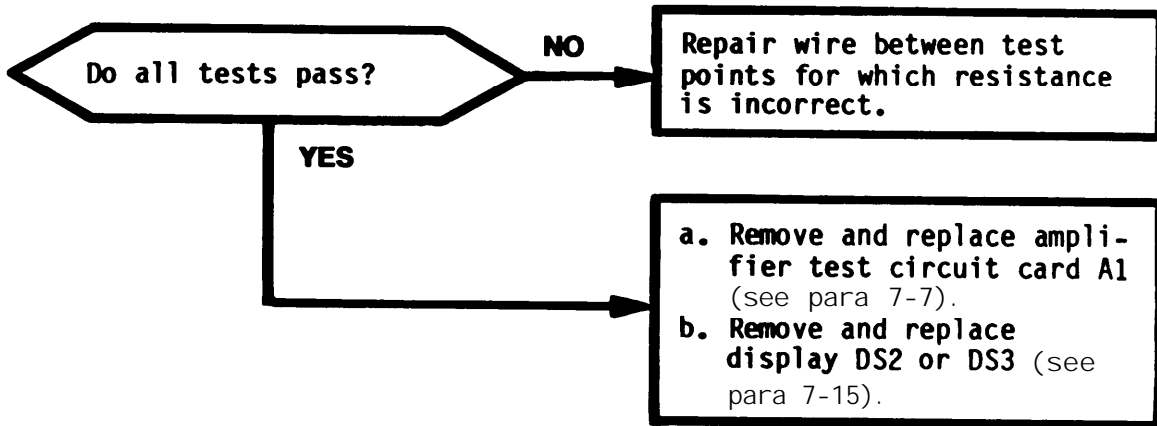 Do all tests pass?
NO
Repair wire between test
points for which resistance
is incorrect.
YES
a. Remove and replace ampli-
fier test circuit card A1
(see para 7-7).
b. Remove and replace
display DS2 or DS3 (see
para 7-15).